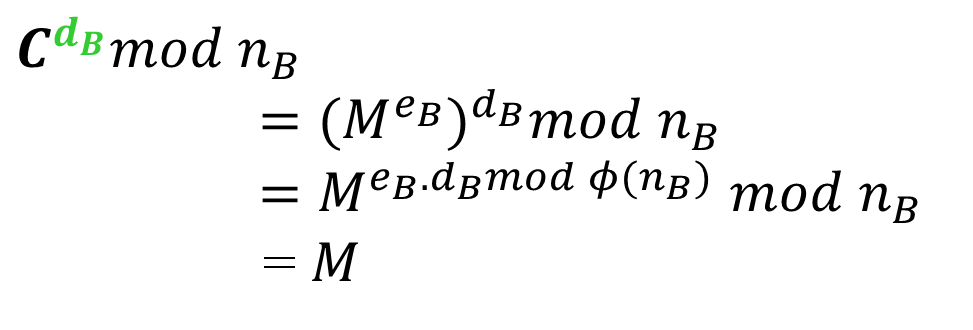 C^{d_B} mod n_B
= (M^{e_B})^{d_B} mod n_B
= M^{e_B.d_B mod ϕ(n_B)} mod n_B
= M